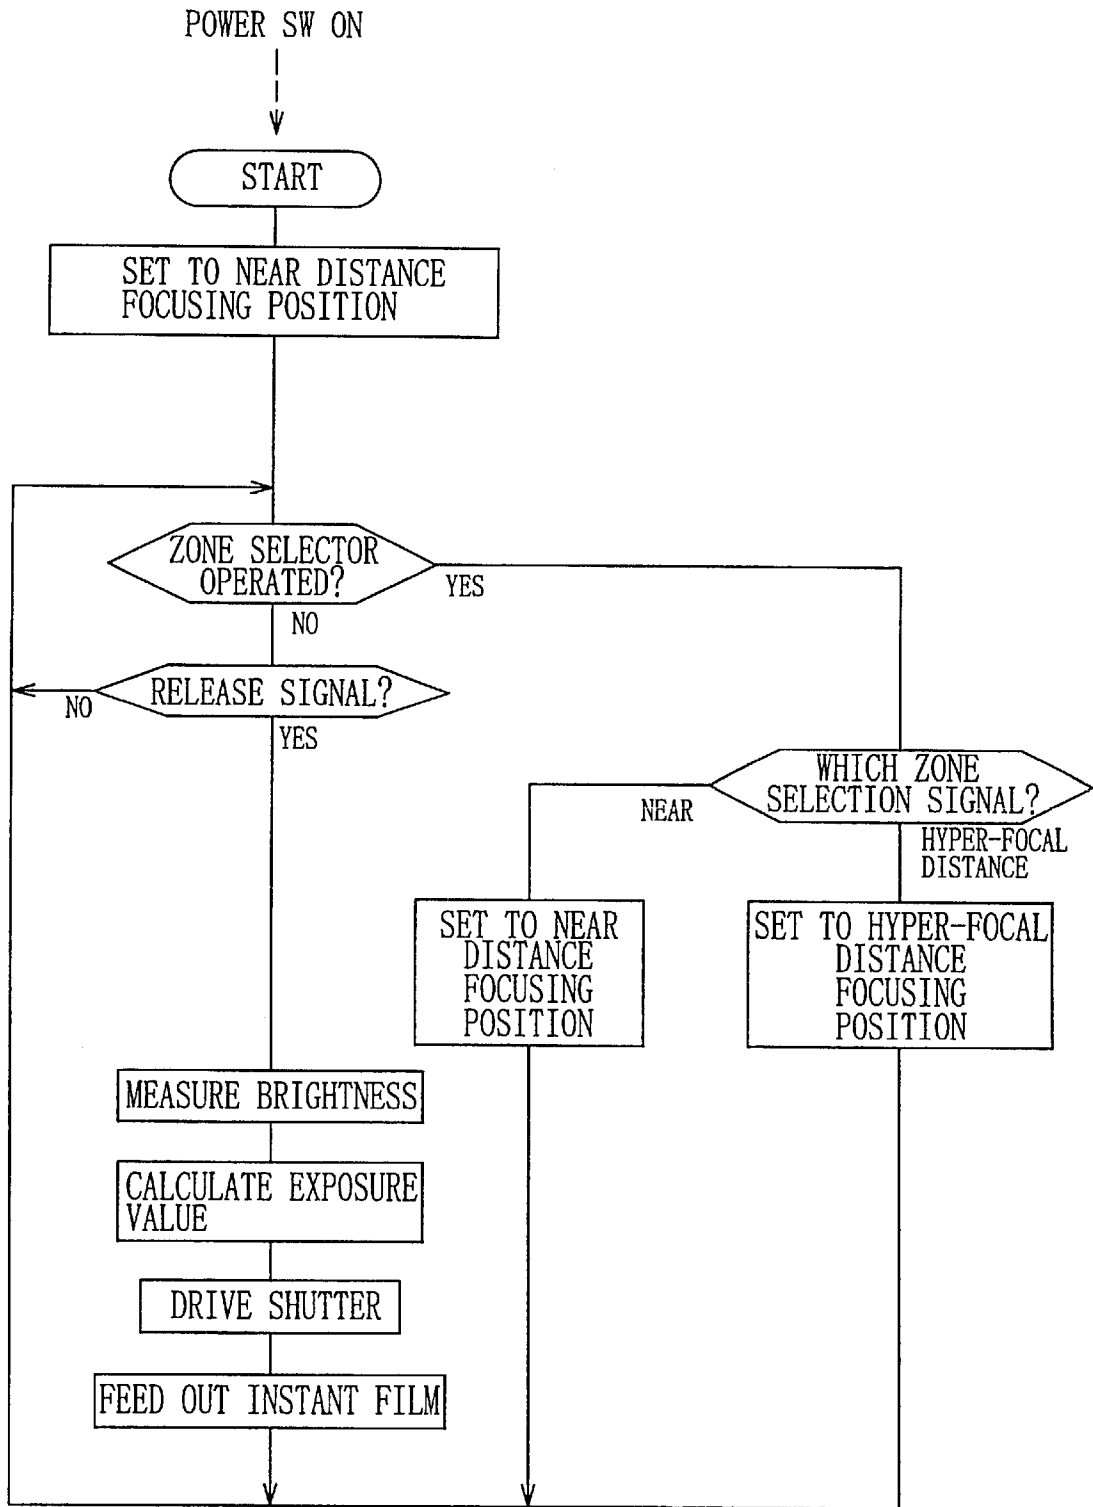 POWER SW ON
START
SET TO NEAR DISTANCE
FOCUSING POSITION
ZONE SELECTOR
OPERATED?
YES
NO
RELEASE SIGNAL?
NO
YES
WHICH ZONE
SELECTION SIGNAL?
NEAR
HYPER-FOCAL
DISTANCE
SET TO NEAR
DISTANCE
FOCUSING
POSITION
SET TO HYPER-FOCAL
DISTANCE
FOCUSING
POSITION
MEASURE BRIGHTNESS
CALCULATE EXPOSURE
VALUE
DRIVE SHUTTER
FEED OUT INSTANT FILM